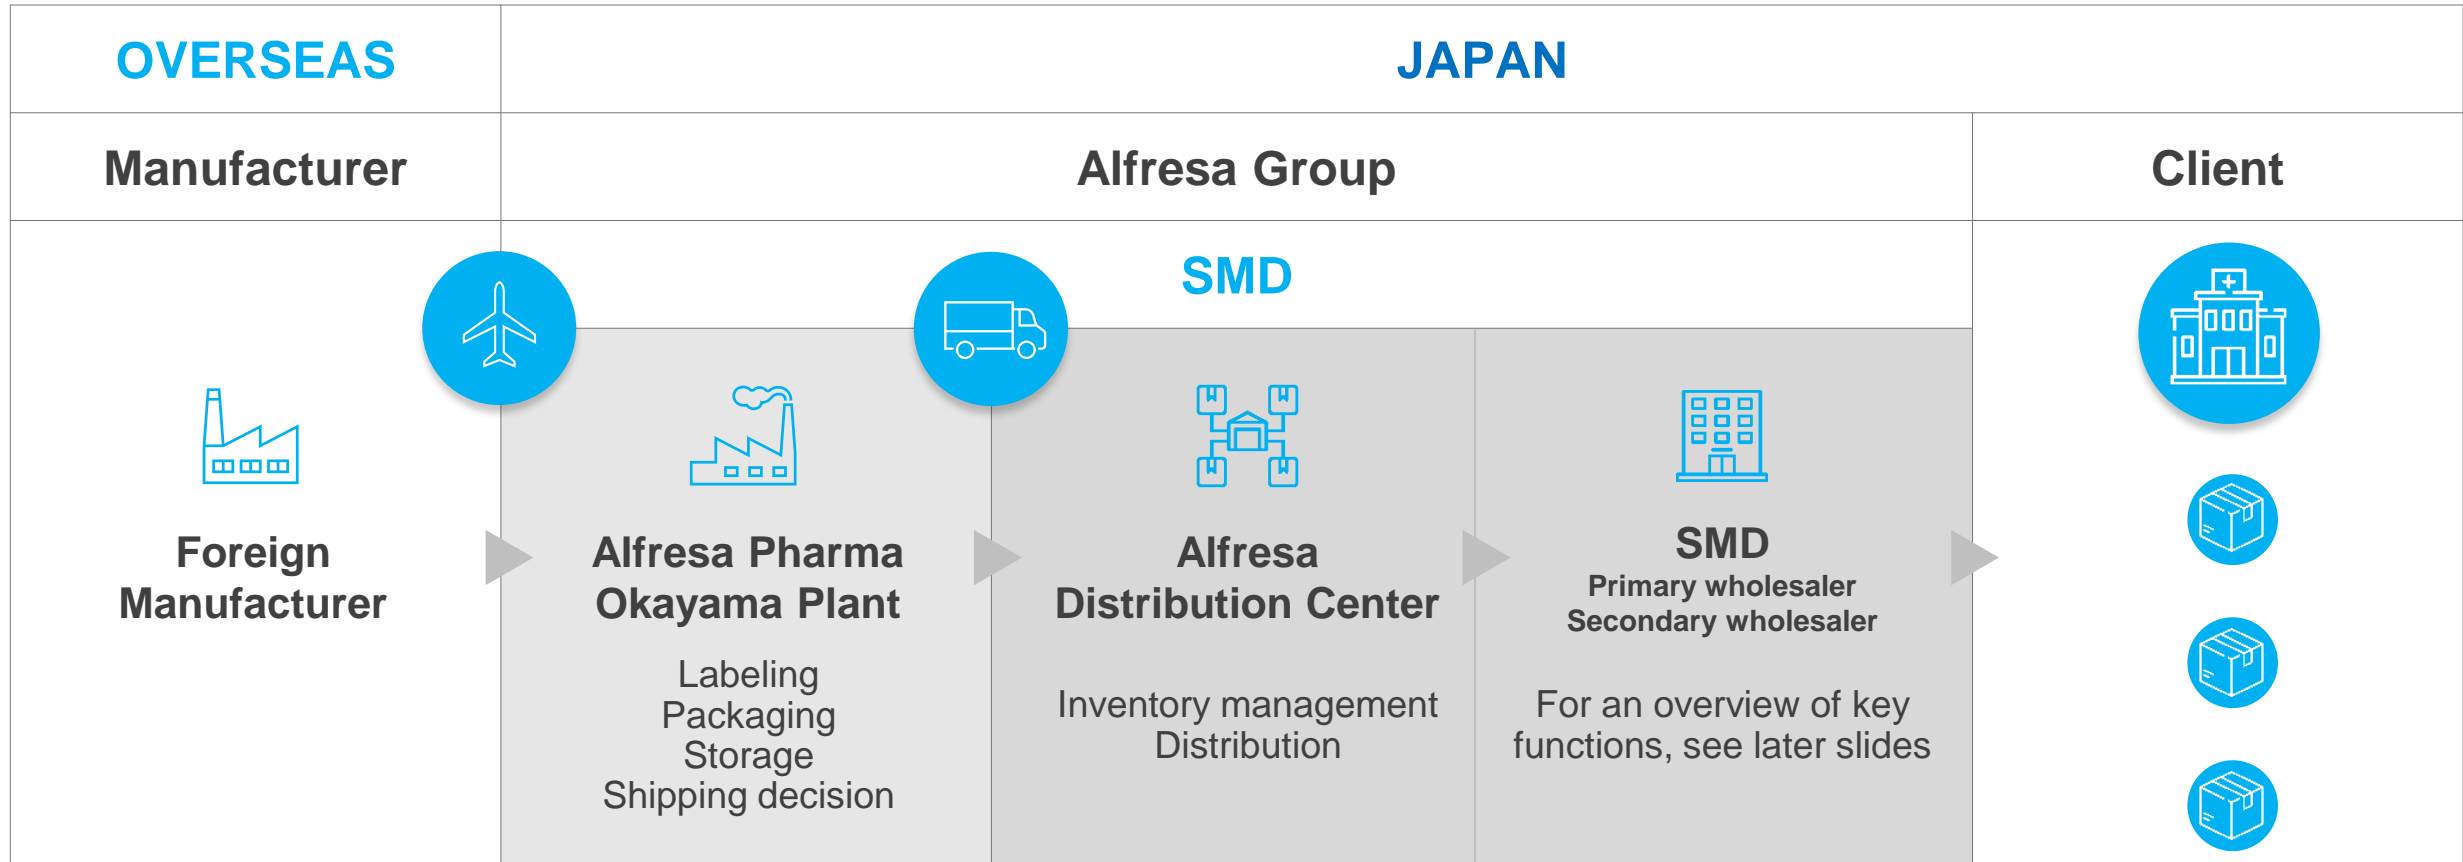 OVERSEAS
JAPAN
Manufacturer
Alfresa Group
Client
SMD
Foreign
Manufacturer
Alfresa Pharma
Okayama Plant
Labeling
Packaging
Storage
Shipping decision
Alfresa
Distribution Center
Inventory management
Distribution
SMD
Primary wholesaler
Secondary wholesaler
For an overview of key
functions, see later slides